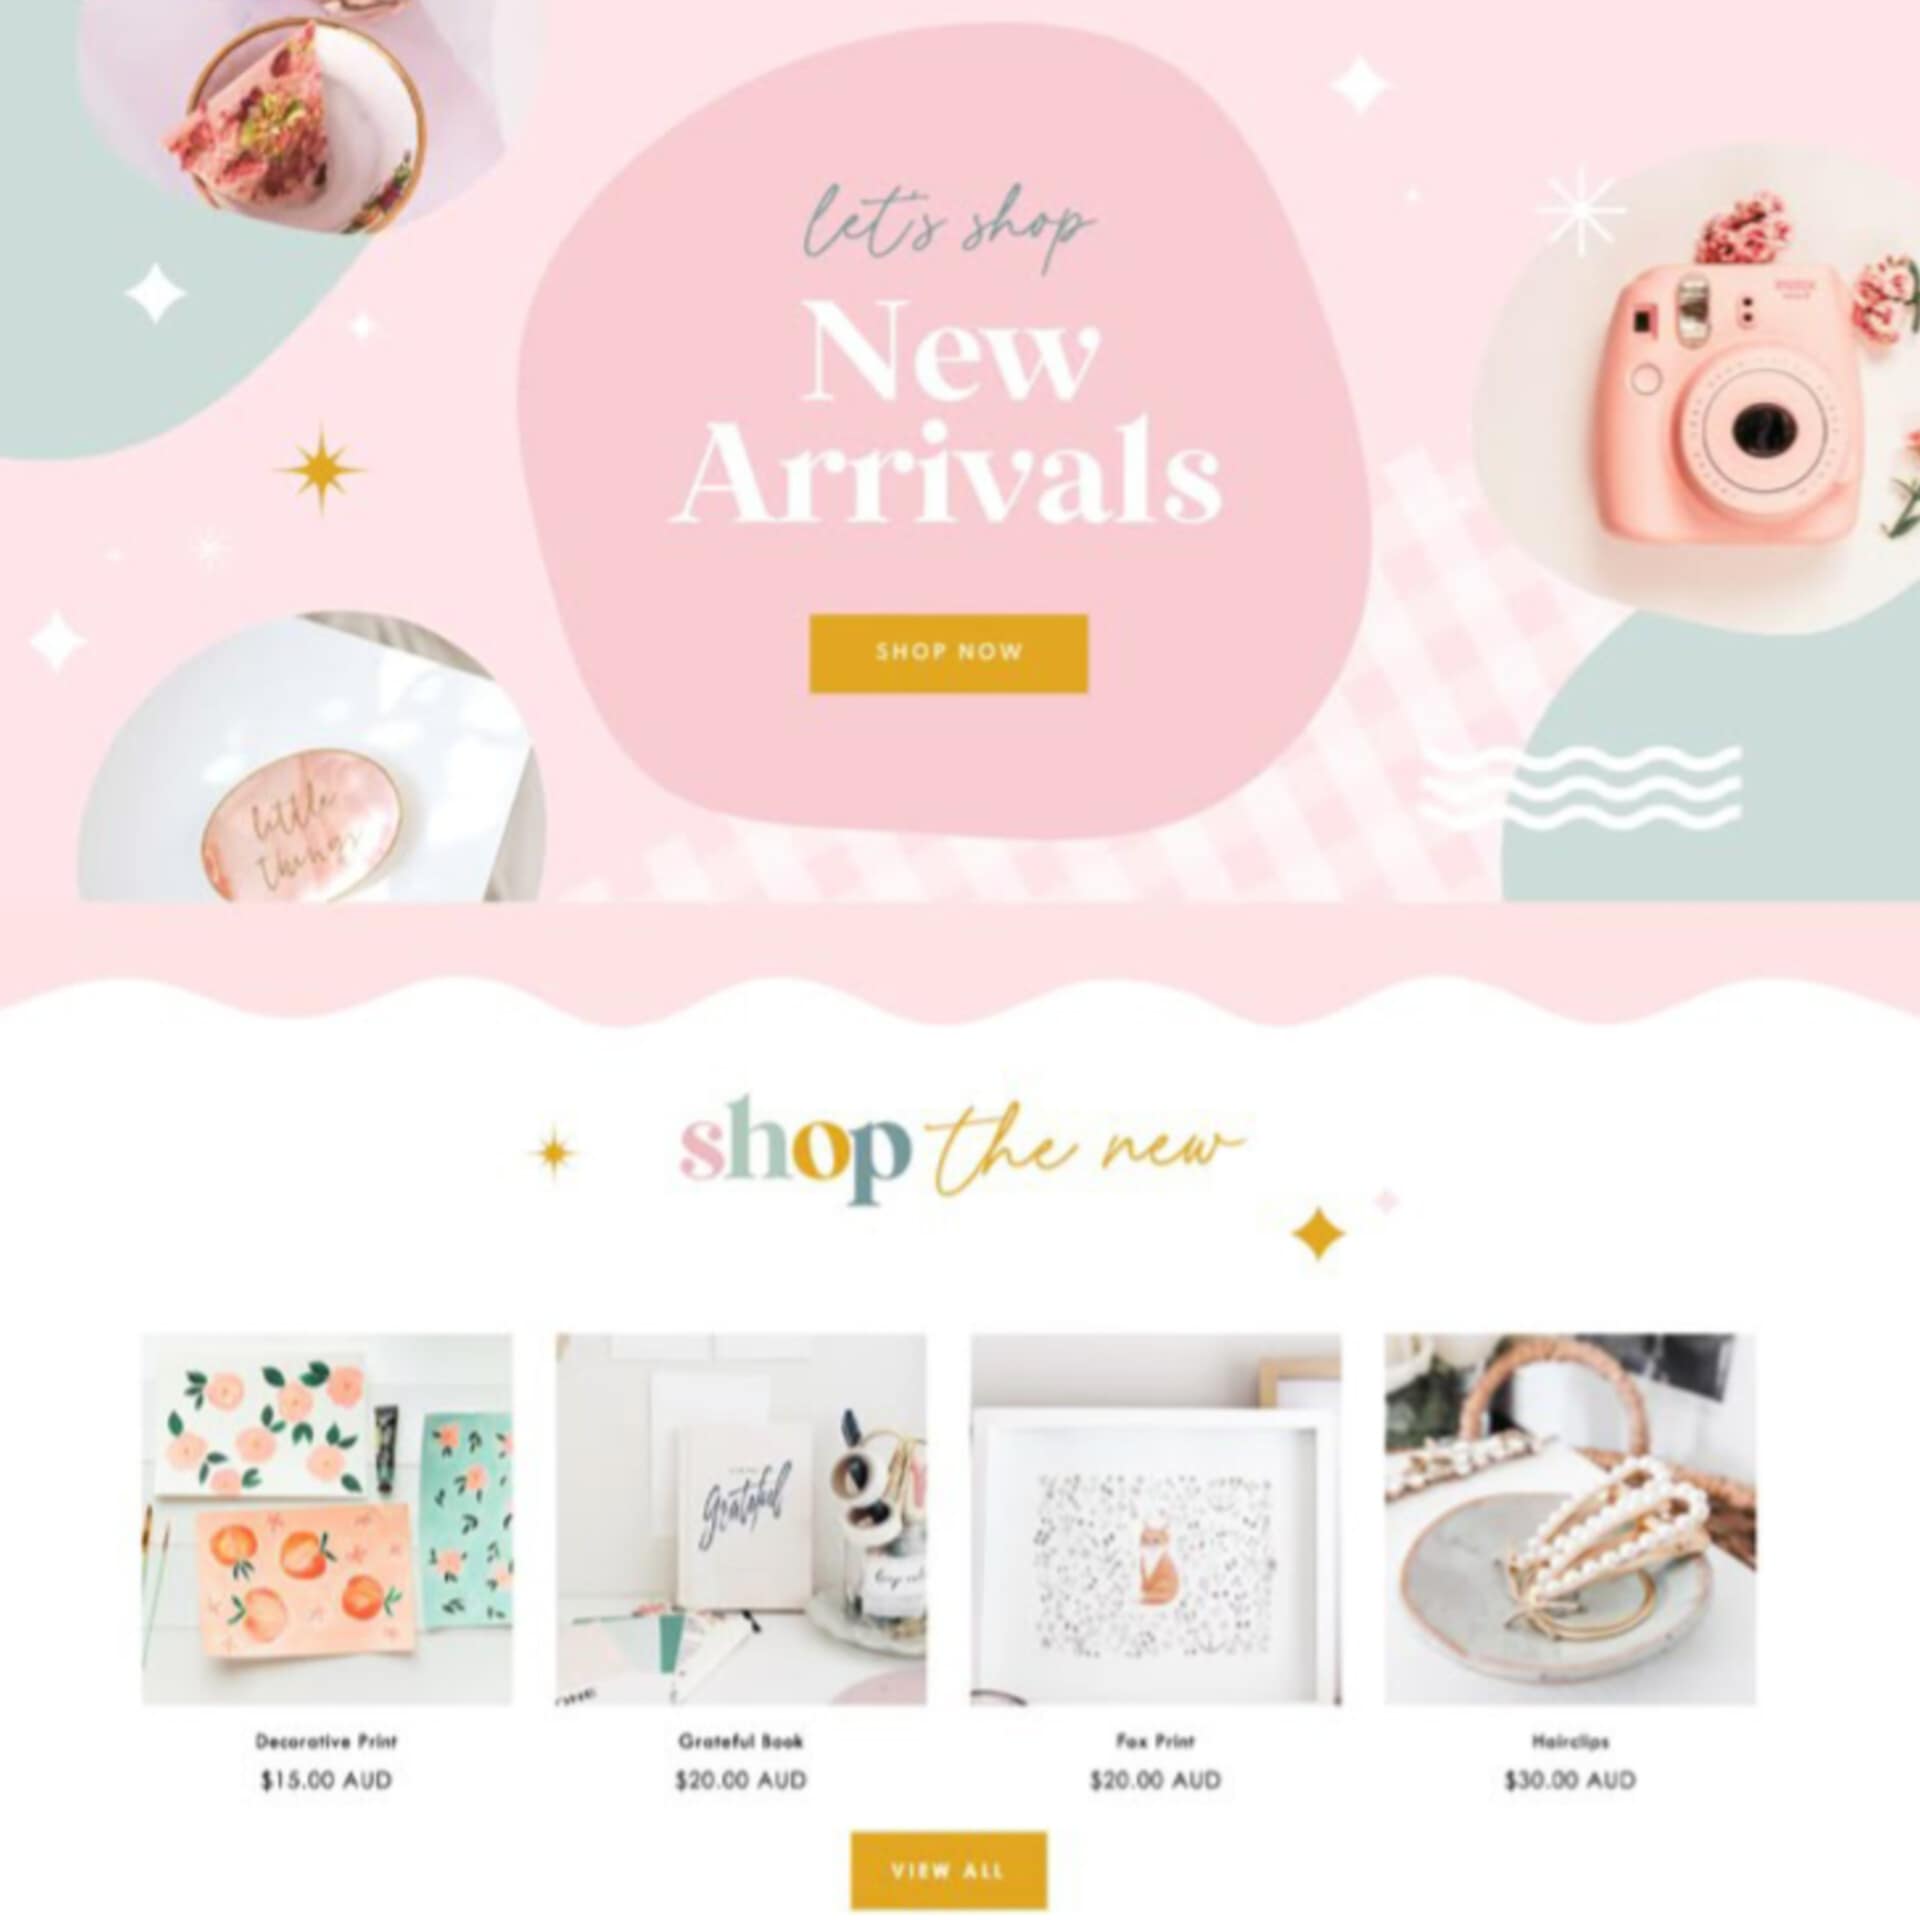 let's shop
New
Arrivals
SHOP NOW
little
things
shop the new
grateful
Decorative Print
$15.00 AUD
Grateful Book
$20.00 AUD
Fox Print
$20.00 AUD
Hairclips
$30.00 AUD
VIEW ALL